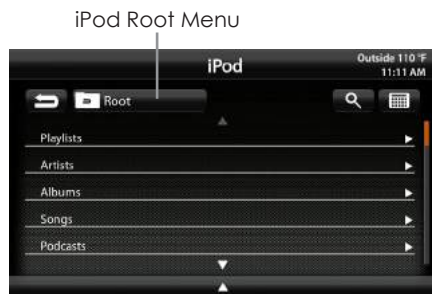 iPod Root Menu
iPod
Outside 110 °F
11:11 AM
Root
Playlists
Artists
Albums
Songs
Podcasts